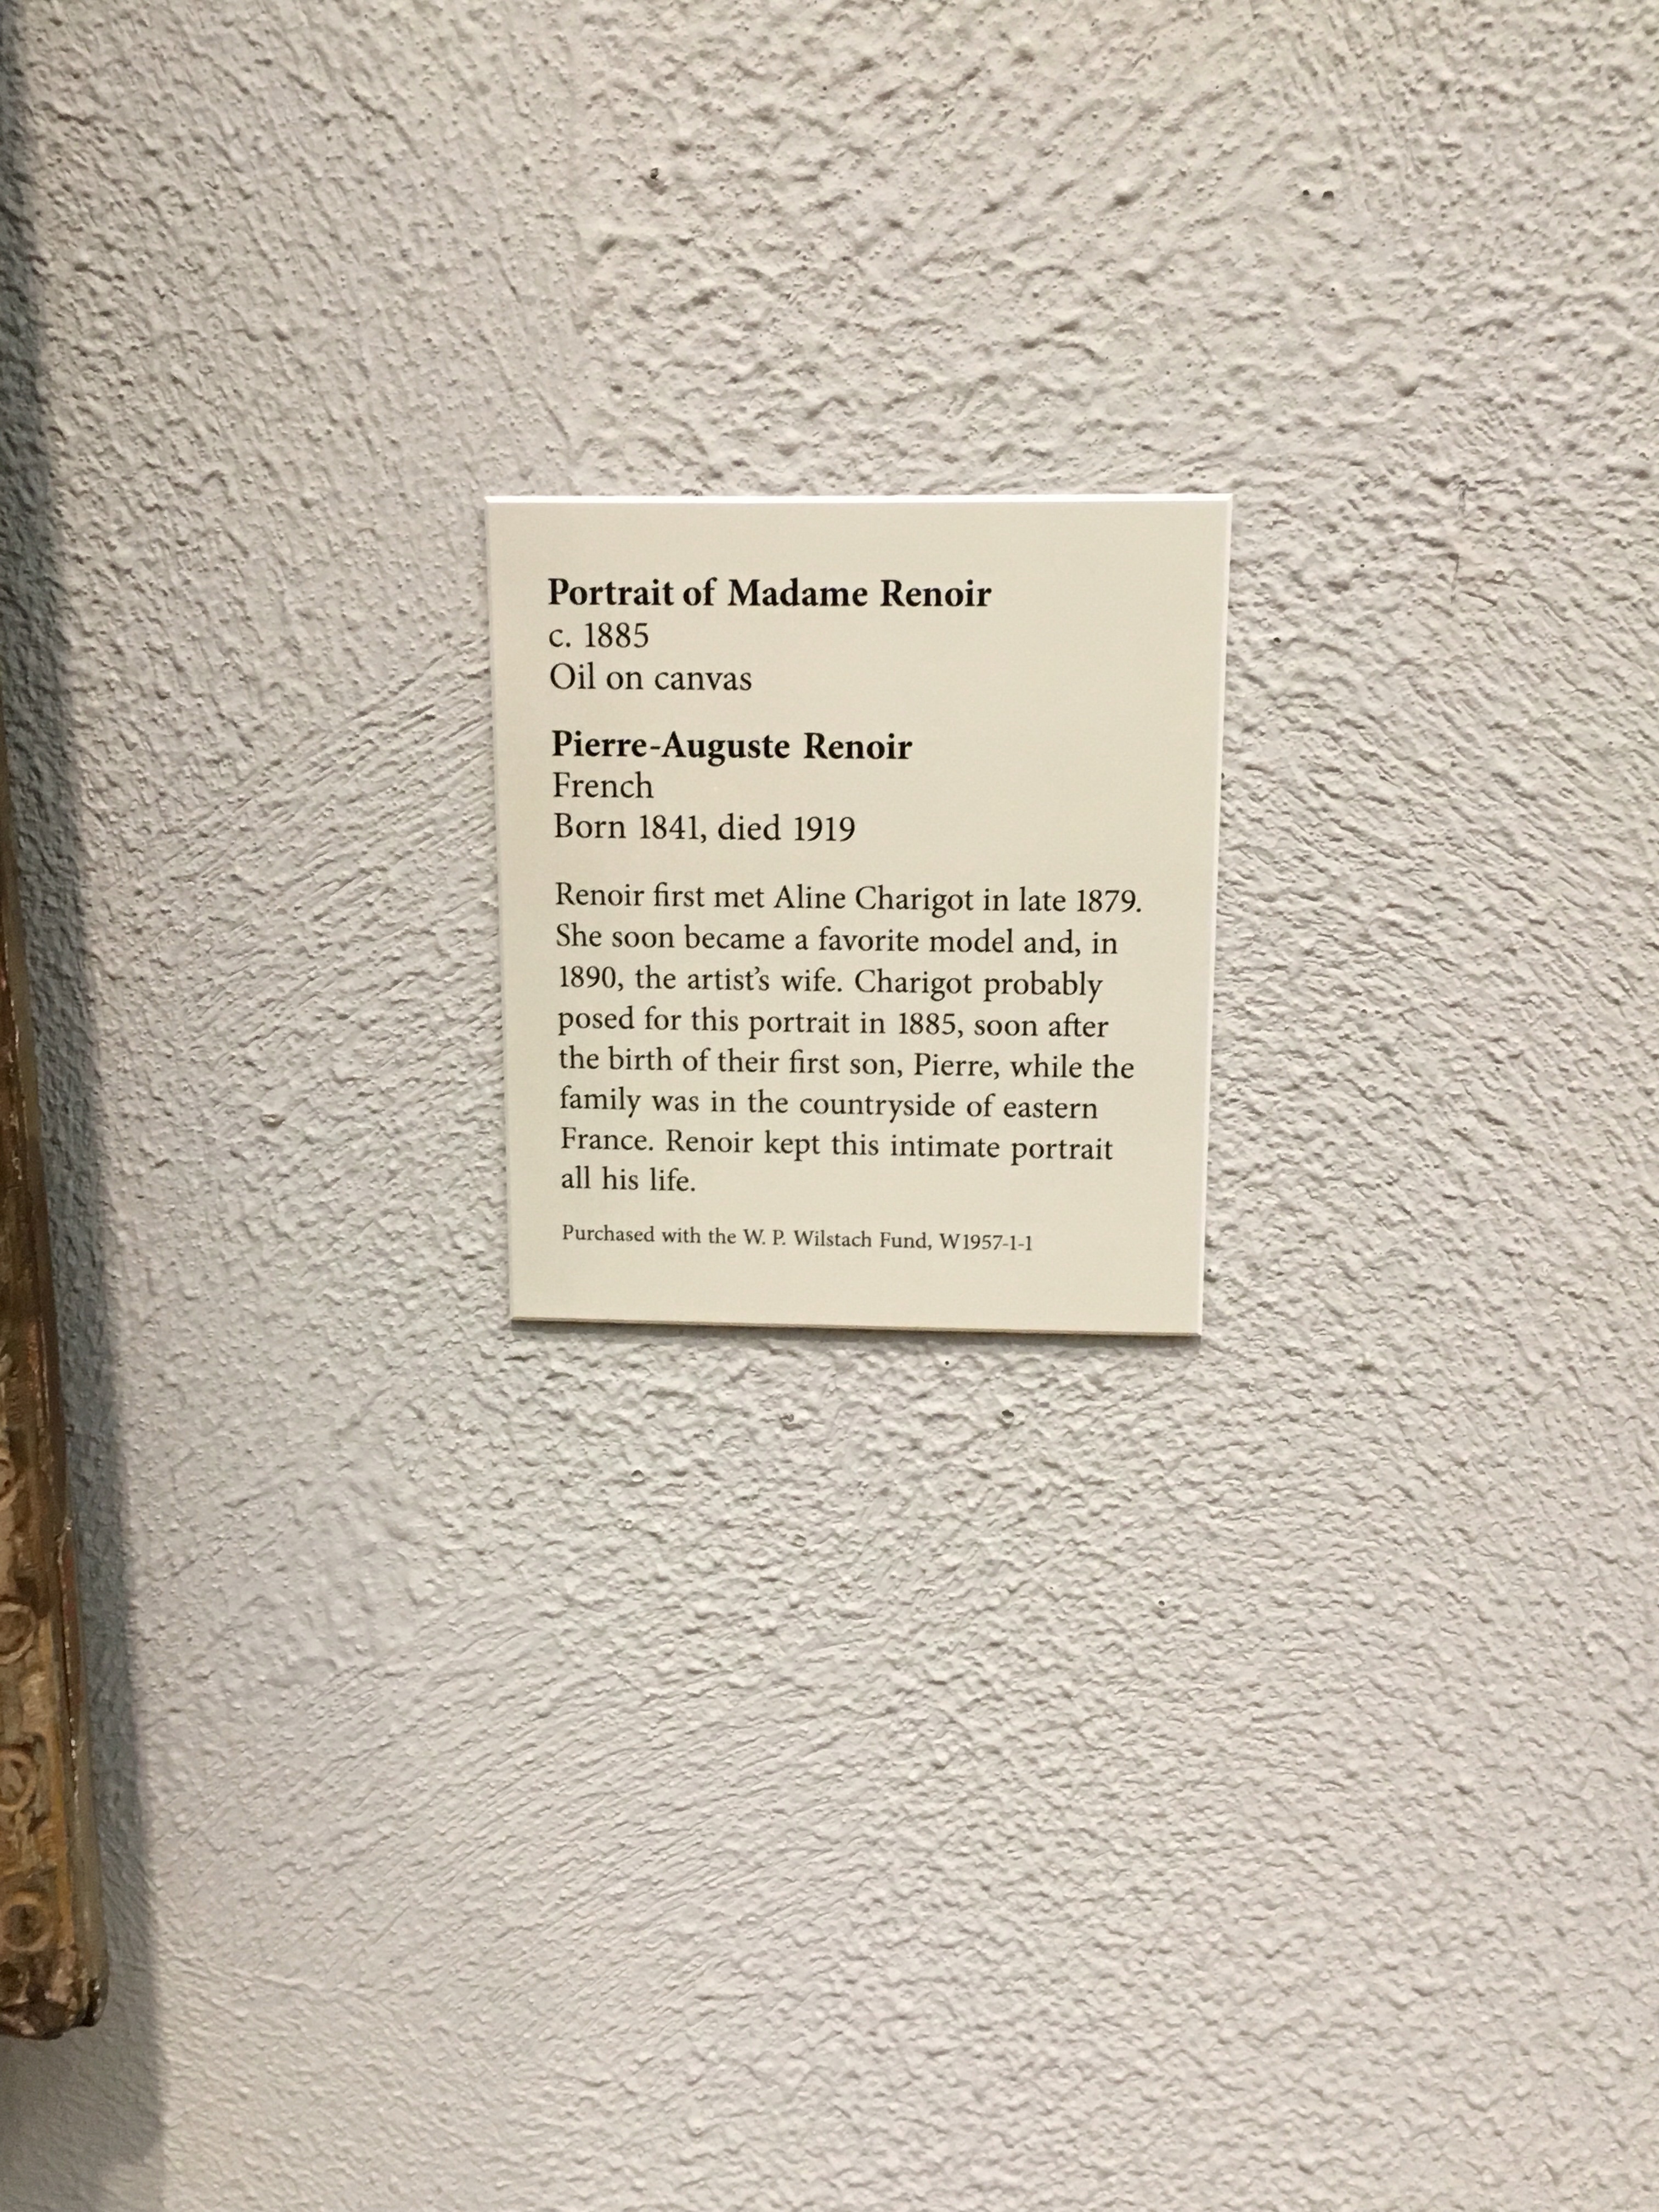 Portrait of Madame Renoir
c. 1885
Oil on canvas
Pierre-Auguste Renoir
French
Born 1841, died 1919
Renoir first met Aline Charigot in late 1879.
She soon became a favorite model and, in
1890, the artist’s wife. Charigot probably
posed for this portrait in 1885, soon after
the birth of their first son, Pierre, while the
family was in the countryside of eastern
France. Renoir kept this intimate portrait
all his life.
Purchased with the W. P. Wilstach Fund, W1957-1-1